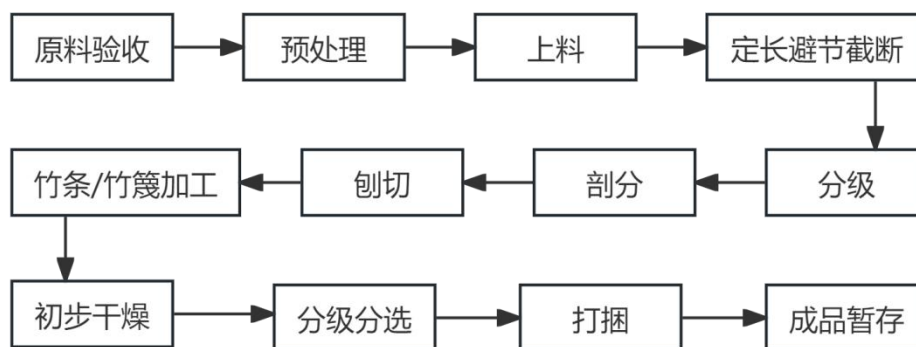 原料验收
预处理
上料
定长避节截断
分级
剖分
刨切
竹条/竹篾加工
初步干燥
分级分选
打捆
成品暂存